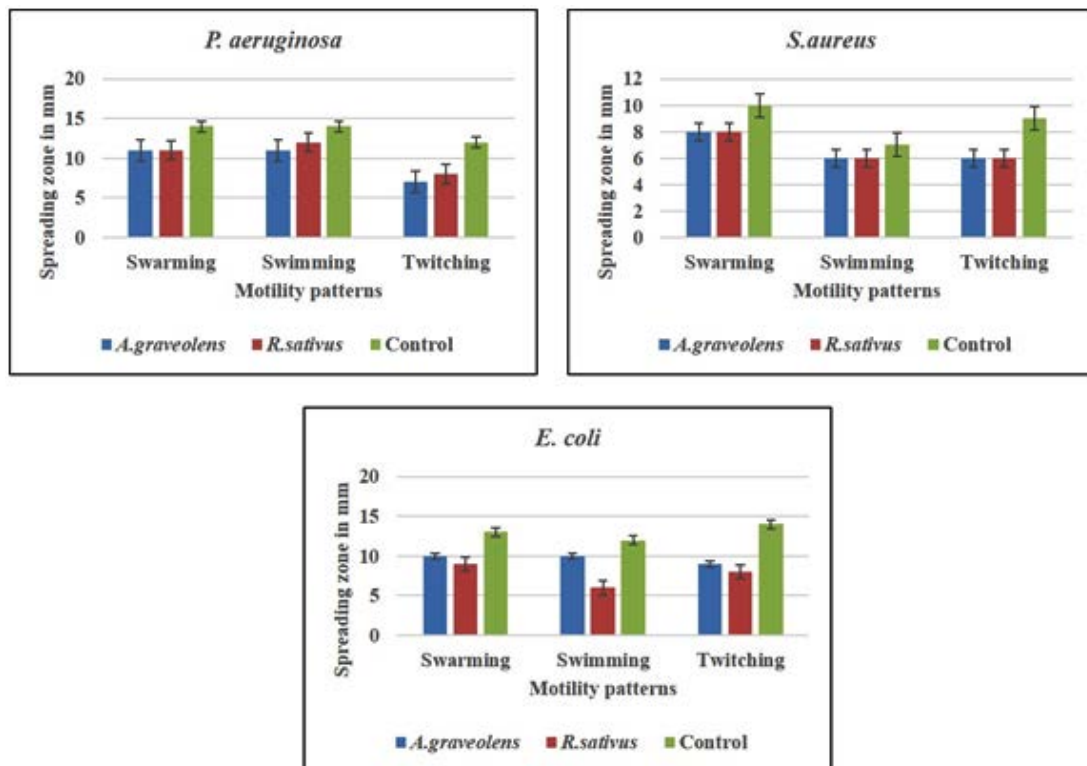 P. aeruginosa
Spreading zone in mm
20
15
10
5
0
Swarming Swimming Twitching
Motility patterns
A.graveolens R.sativus Control
S.aureus
Spreading zone in mm
12
10
8
6
4
2
0
Swarming Swimming Twitching
Motility patterns
A.graveolens R.sativus Control
E. coli
Spreading zone in mm
20
15
10
5
0
Swarming Swimming Twitching
Motility patterns
A.graveolens R.sativus Control